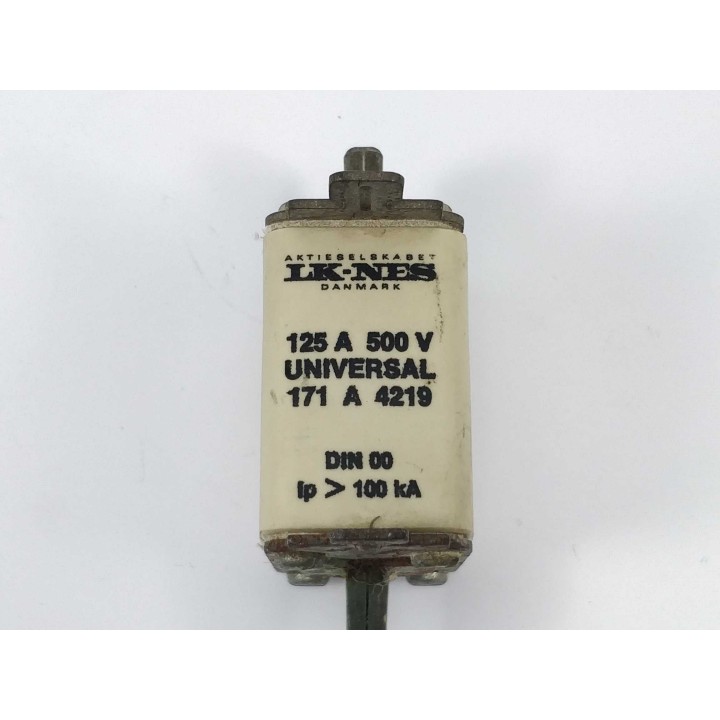 AKTIESELSKABET
LK-NES
DANMARK
125 A 500 V
UNIVERSAL
171 A 4219
DIN 00
Ip > 100 kA